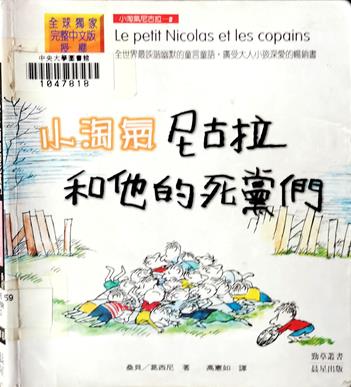 全球獨家
完整中文版
授權
小淘氣尼古拉
Le petit Nicolas et les copains
全世界最詼諧幽默的童言童語，廣受大人小孩深愛的暢銷書
中央大學圖書館
1047818
小淘氣 尼古拉
和他的死黨們
59
桑貝／葛西尼 著 高憲如 譯
勁草叢書
晨星出版